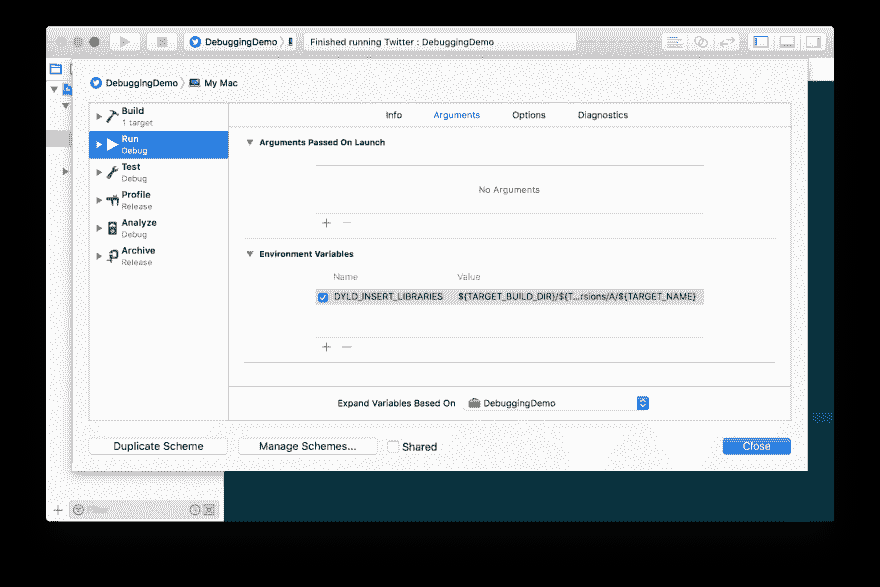 DebuggingDemo
Finished running Twitter : DebuggingDemo
DebuggingDemo
My Mac
Build
1 target
Run
Debug
Test
Debug
Profile
Release
Analyze
Debug
Archive
Release
Info
Arguments
Options
Diagnostics
Arguments Passed On Launch
No Arguments
Environment Variables
Name
Value
DYLD_INSERT_LIBRARIES
${TARGET_BUILD_DIR}/${T...rsions/A/${TARGET_NAME}
Expand Variables Based On
DebuggingDemo
Duplicate Scheme
Manage Schemes...
Shared
Close
Filter